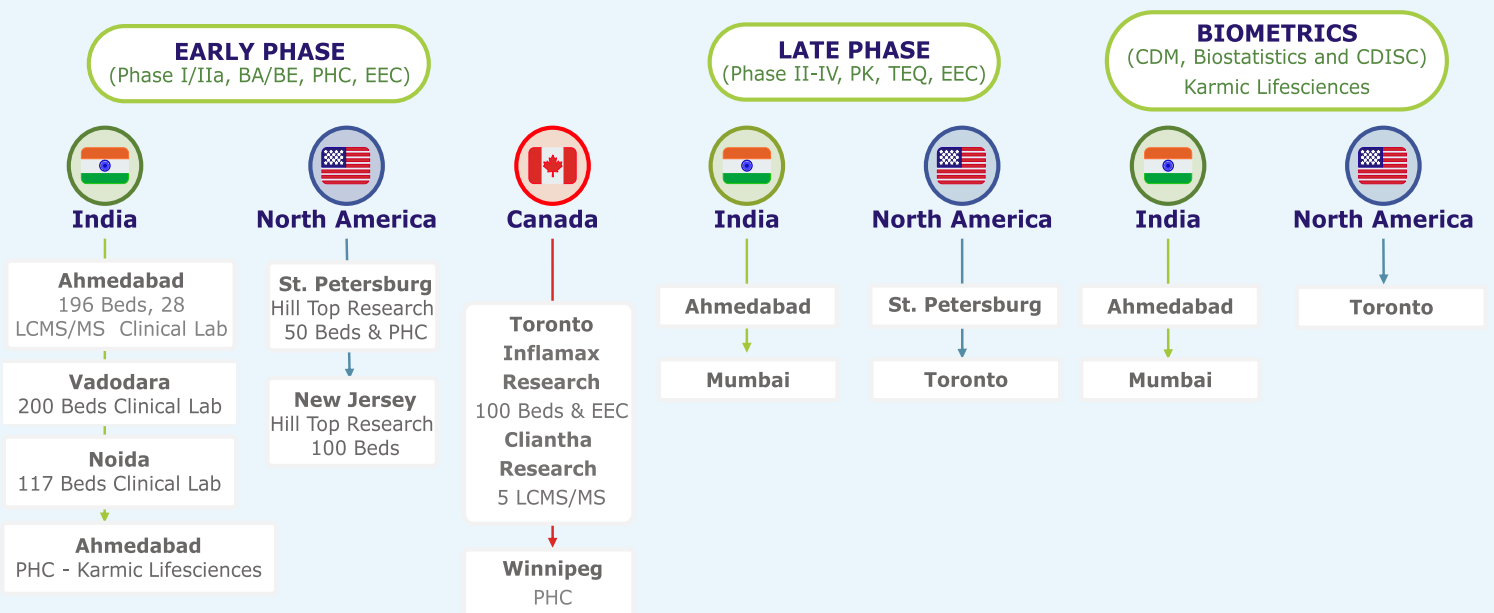 EARLY PHASE
(Phase I/IIa, BA/BE, PHC, EEC)
India
Ahmedabad
196 Beds, 28
LCMS/MS Clinical Lab
Vadodara
200 Beds Clinical Lab
Noida
117 Beds Clinical Lab
Ahmedabad
PHC - Karmic Lifesciences
North America
St. Petersburg
Hill Top Research
50 Beds & PHC
New Jersey
Hill Top Research
100 Beds
Canada
Toronto
Inflamax
Research
100 Beds & EEC
Cliantha
Research
5 LCMS/MS
Winnipeg
PHC
LATE PHASE
(Phase II-IV, PK, TEQ, EEC)
India
Ahmedabad
Mumbai
North America
St. Petersburg
Toronto
BIOMETRICS
(CDM, Biostatistics and CDISC)
Karmic Lifesciences
India
Ahmedabad
Mumbai
North America
Toronto